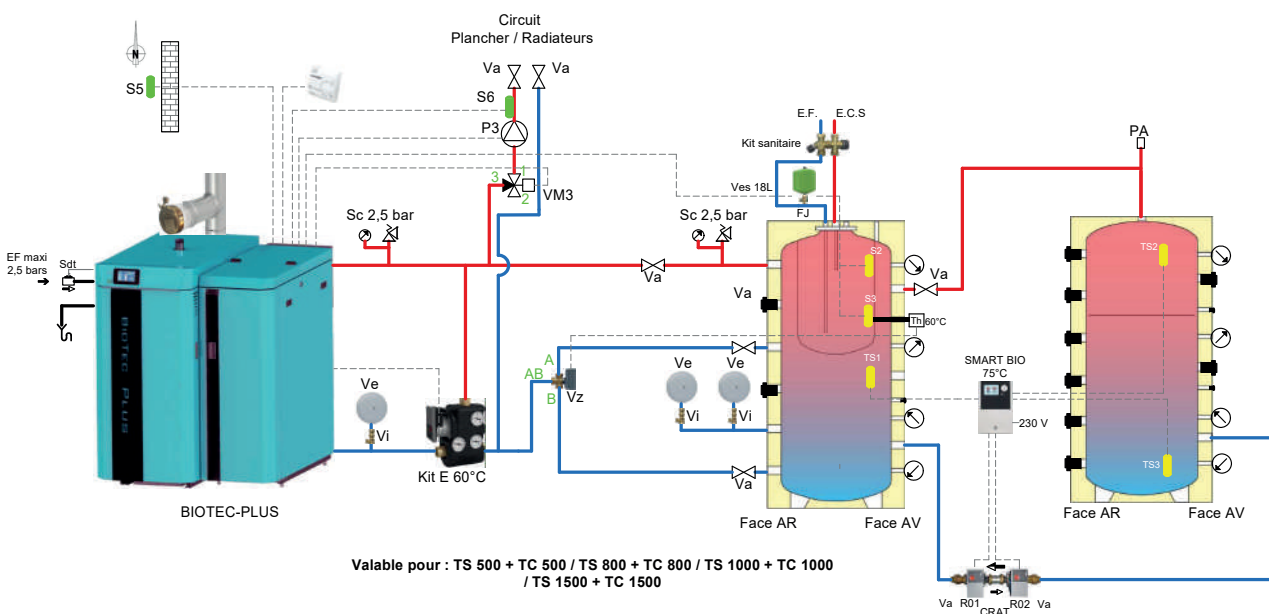 Circuit
Plancher / Radiateurs
N
Va
Va
S5
S6
P3
3
1
2
VM3
E.F.
E.C.S
Kit sanitaire
PA
Ves 18L
FJ
Sc 2,5 bar
Sc 2,5 bar
EF maxi
2,5 bars
Sdt
Va
Va
Va
S2
S3
Th
60°C
TS1
TS2
TS3
A
AB
B
Vz
Ve
Ve
Vi
Vi
Va
SMART BIO
75°C
230 V
BIOTEC PLUS
Kit E 60°C
BIOTEC-PLUS
Face AR
Face AV
Face AR
Face AV
Valable pour : TS 500 + TC 500 / TS 800 + TC 800 / TS 1000 + TC 1000
/ TS 1500 + TC 1500
Va
R01
R02
Va
CRAT